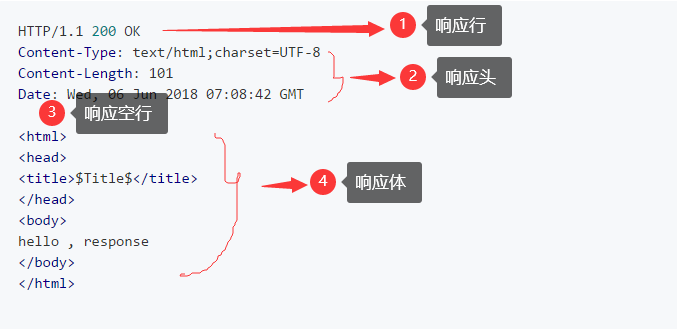 HTTP/1.1 200 OK
1 响应行
Content-Type: text/html;charset=UTF-8
Content-Length: 101
2 响应头
Date: Wed, 06 Jun 2018 07:08:42 GMT
3 响应空行
<html>
<head>
<title>$Title$</title>
4 响应体
</head>
<body>
hello , response
</body>
</html>